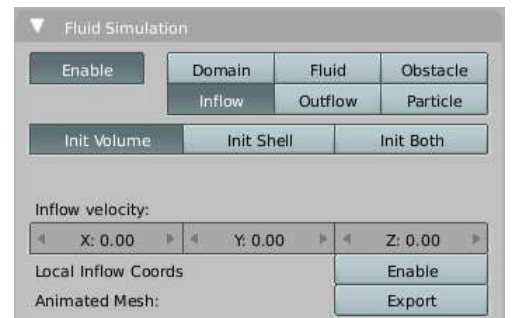 Fluid Simulation
Enable Domain Fluid Obstacle
Inflow Outflow Particle
Init Volume Init Shell Init Both
Inflow velocity:
X: 0.00 Y: 0.00 Z: 0.00
Local Inflow Coords Enable
Animated Mesh: Export